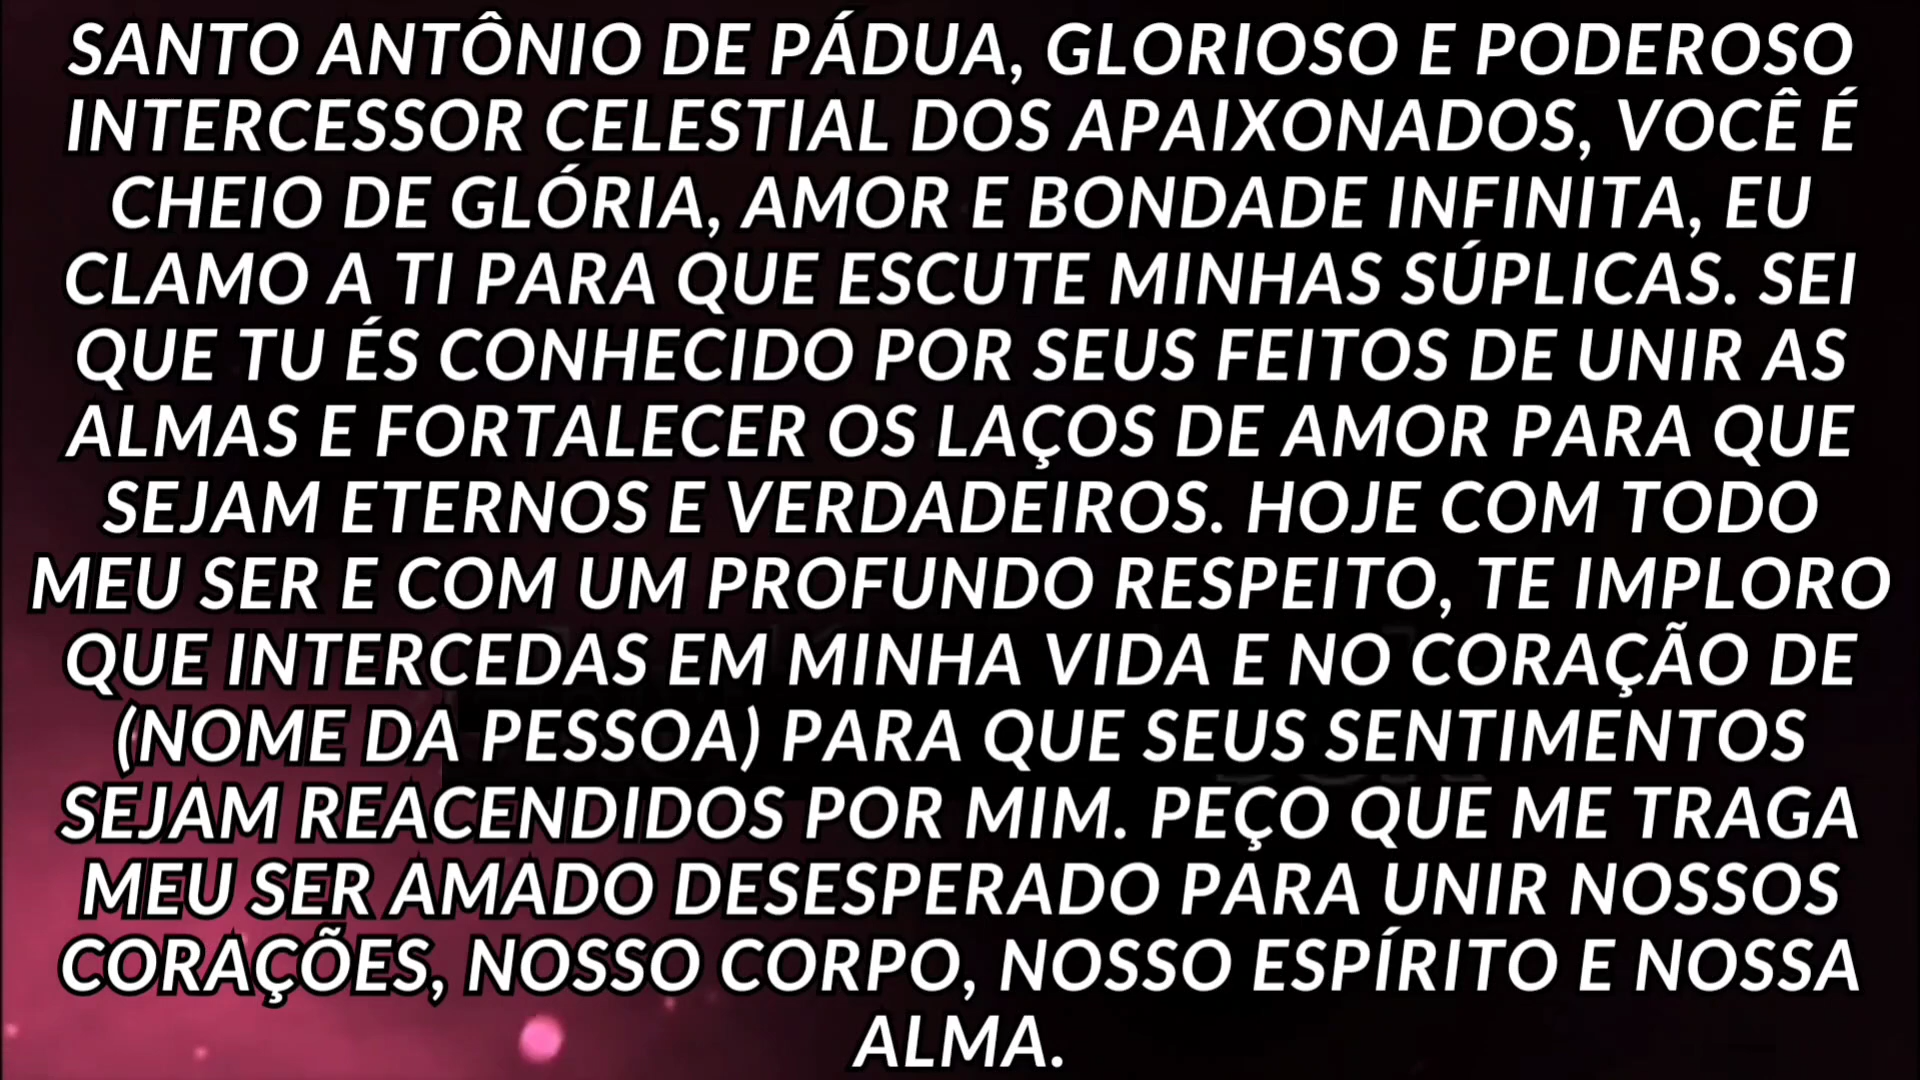 SANTO ANTÔNIO DE PÁDUA, GLORIOSO E PODEROSO
INTERCESSOR CELESTIAL DOS APAIXONADOS, VOCÊ É
CHEIO DE GLÓRIA, AMOR E BONDADE INFINITA, EU
CLAMO A TI PARA QUE ESCUTE MINHAS SÚPLICAS. SEI
QUE TU ÉS CONHECIDO POR SEUS FEITOS DE UNIR AS
ALMAS E FORTALECER OS LAÇOS DE AMOR PARA QUE
SEJAM ETERNOS E VERDADEIROS. HOJE COM TODO
MEU SER E COM UM PROFUNDO RESPEITO, TE IMPLORO
QUE INTERCEDAS EM MINHA VIDA E NO CORAÇÃO DE
(NOME DA PESSOA) PARA QUE SEUS SENTIMENTOS
SEJAM REACENDIDOS POR MIM. PEÇO QUE ME TRAGA
MEU SER AMADO DESESPERADO PARA UNIR NOSSOS
CORAÇÕES, NOSSO CORPO, NOSSO ESPÍRITO E NOSSA
ALMA.